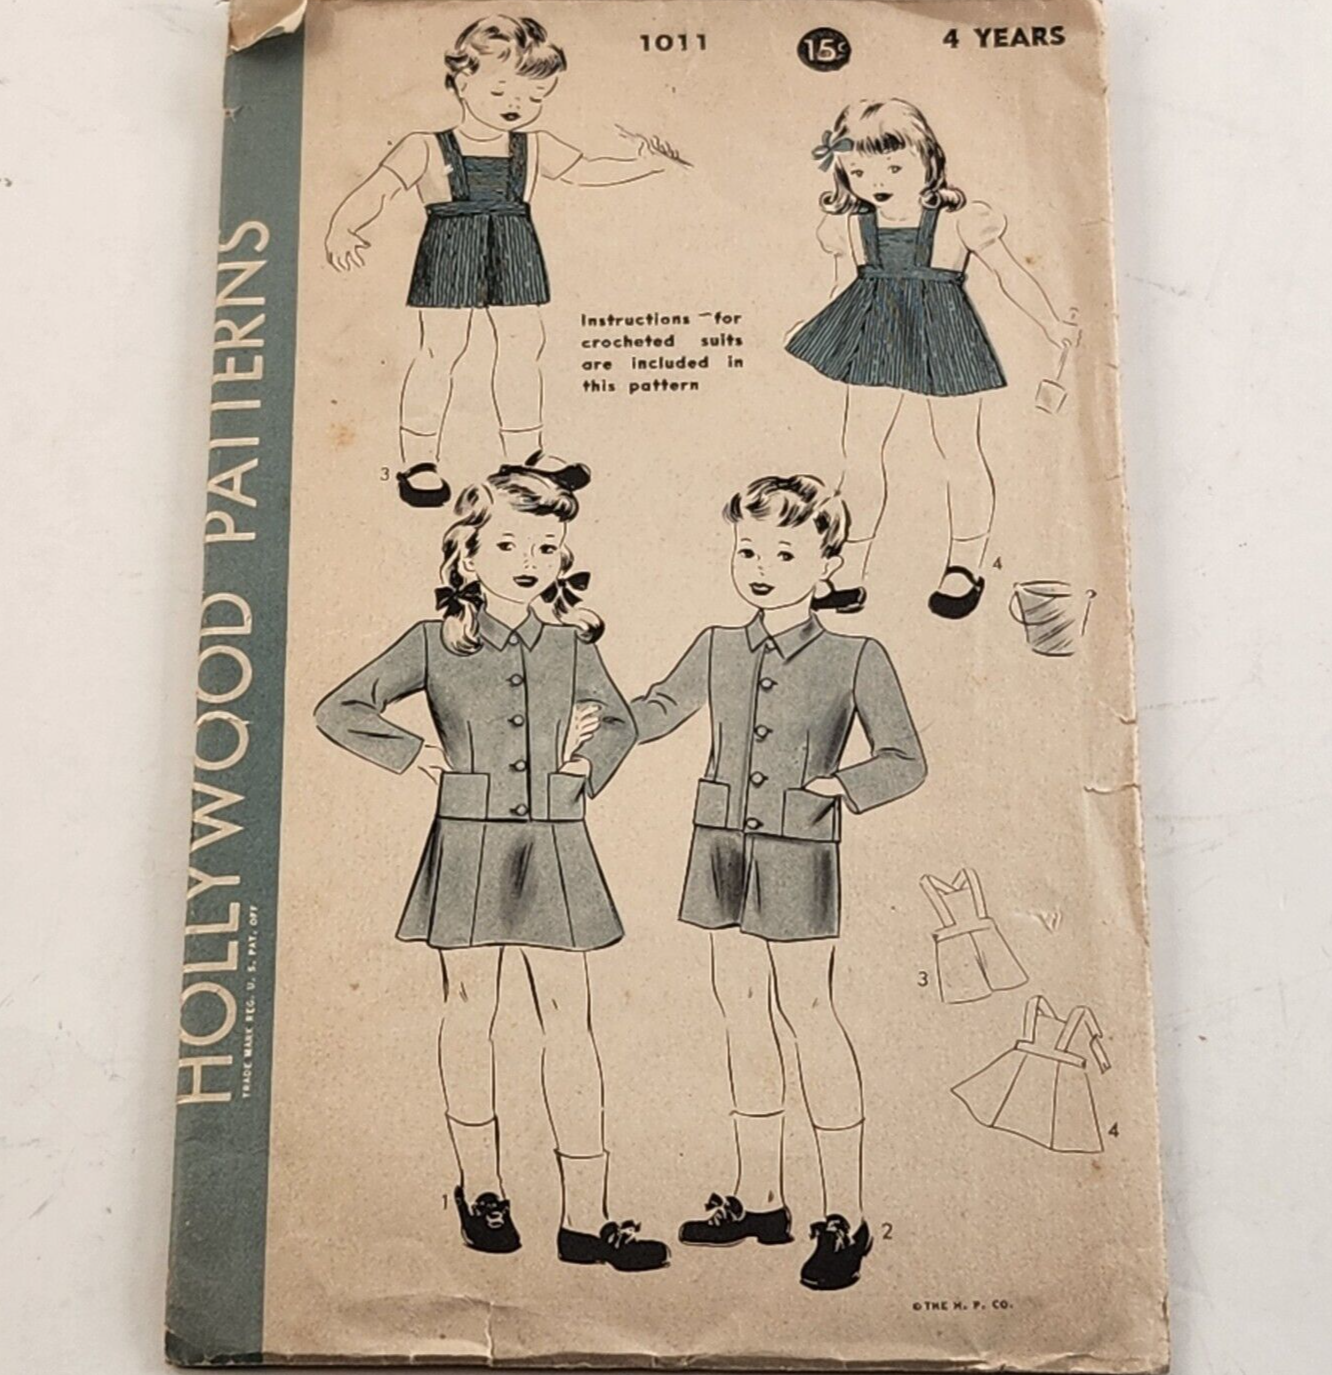 1011
15¢
4 YEARS
Instructions for
crocheted suits
are included in
this pattern
3
4
HOLLYWOOD PATTERNS
TRADE MARK REG. U. S. PAT. OFF
3
4
1
2
©THE H. P. CO.